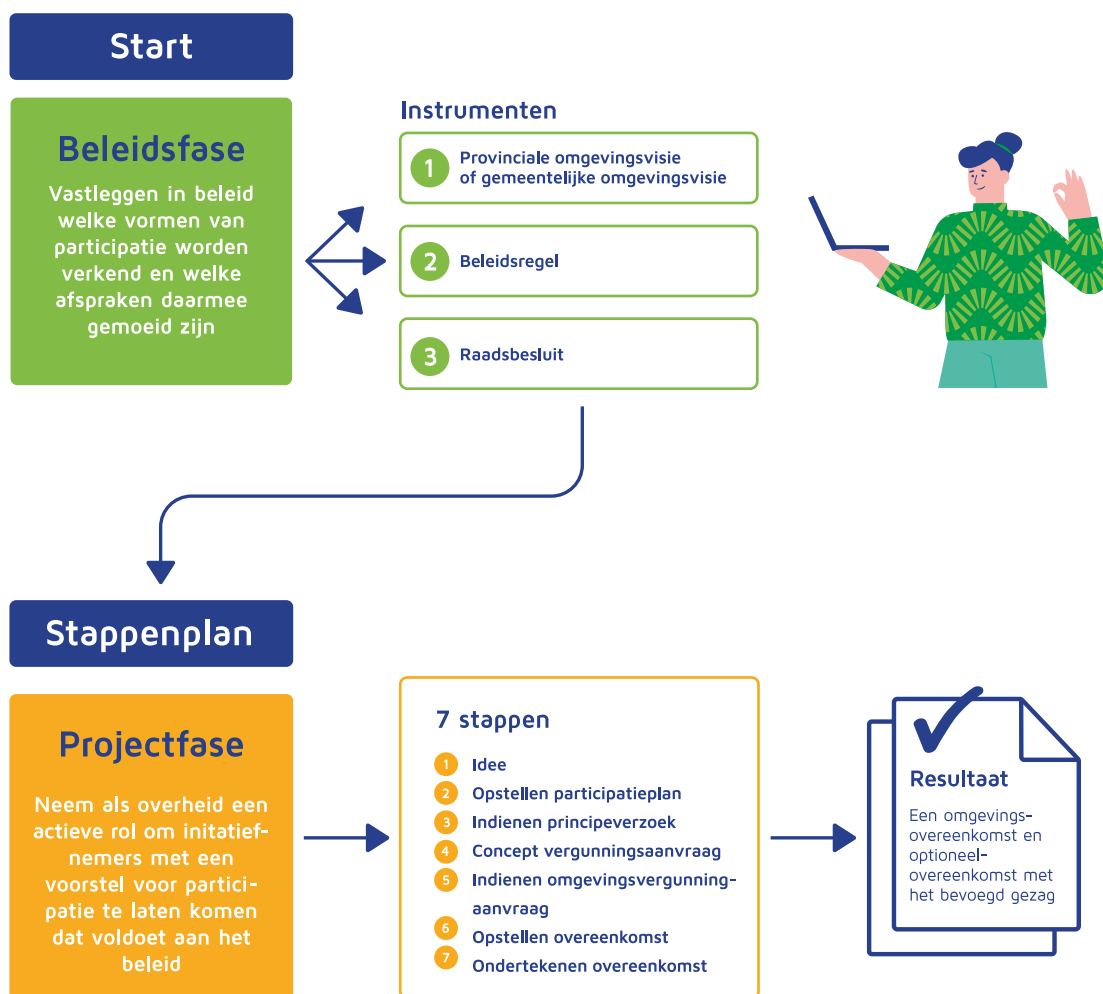 Start
Beleidsfase
Vastleggen in beleid
welke vormen van
participatie worden
verkend en welke
afspraken daarmee
gemoeid zijn
Instrumenten
1 Provinciale omgevingsvisie
of gemeentelijke omgevingsvisie
2 Beleidsregel
3 Raadsbesluit
Stappenplan
Projectfase
Neem als overheid een
actieve rol om initatief-
nemers met een
voorstel voor partici-
patie te laten komen
dat voldoet aan het
beleid
7 stappen
1 Idee
2 Opstellen participatieplan
3 Indienen principeverzoek
4 Concept vergunningsaanvraag
5 Indienen omgevingsvergunning-
aanvraag
6 Opstellen overeenkomst
7 Ondertekenen overeenkomst
Resultaat
Een omgevings-
overeenkomst en
optioneel-
overeenkomst met
het bevoegd gezag